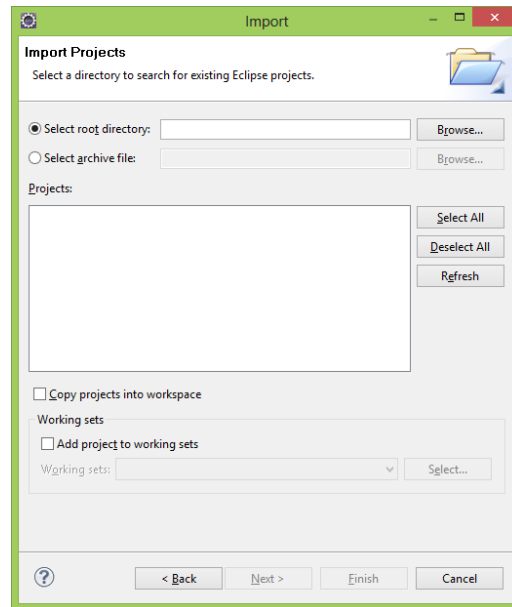 Import
Import Projects
Select a directory to search for existing Eclipse projects.
Select root directory: Browse...
Select archive file: Browse...
Projects:
Select All
Deselect All
Refresh
Copy projects into workspace
Working sets
Add project to working sets
Working sets: Select...
? < Back Next > Finish Cancel